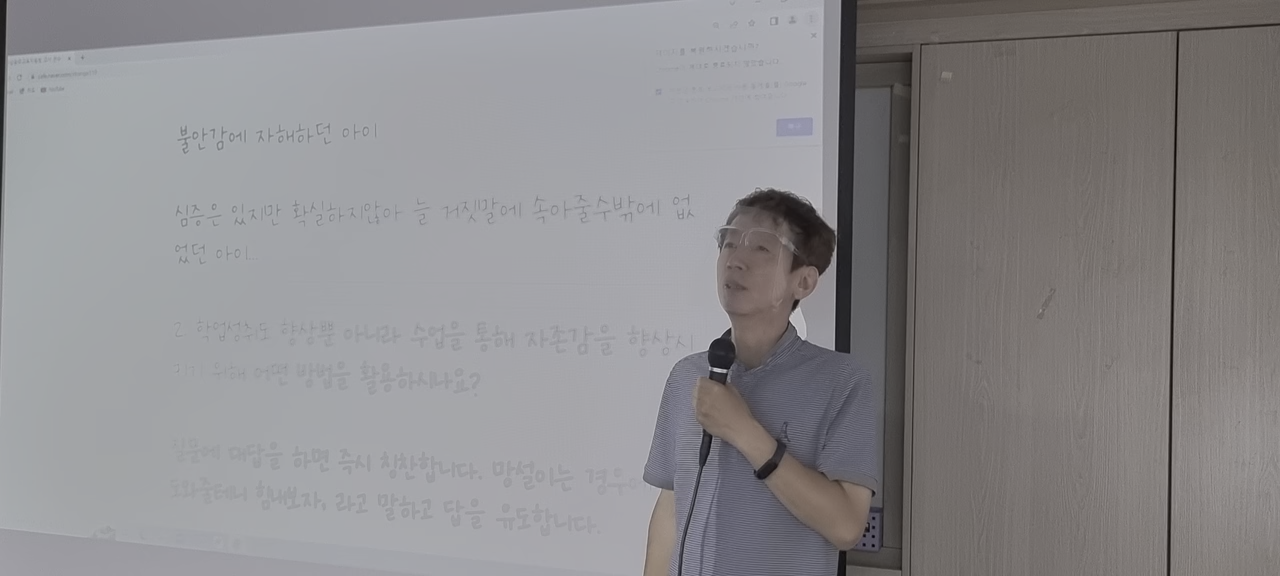 불안감에 자해하던 아이
심증은 있지만 확실하지않아 늘 거짓말에 속아줄수밖에 없
었던 아이...
2. 학업성취도 향상뿐 아니라 수업을 통해 자존감을 향상시
키기 위해 어떤 방법을 활용하시나요?
질문에 대답을 하면 즉시 칭찬합니다. 망설이는 경우에
도와줄테니 힘내보자, 라고 말하고 답을 유도합니다.